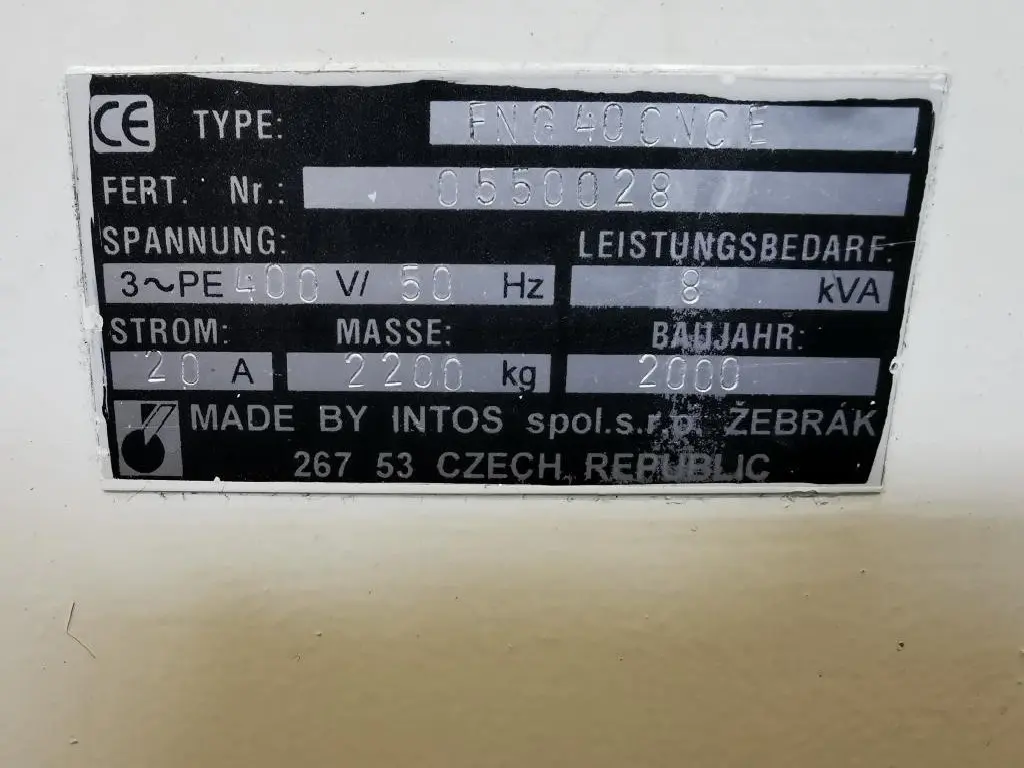 CE TYPE: FNG 40 CNC E
FERT. Nr.: 0550028
SPANNUNG: LEISTUNGSBEDARF:
3~PE 400 V/ 50 Hz 8 kVA
STROM: MASSE: BAUJAHR:
20 A 2200 kg 2000
MADE BY INTOS spol.s.r.o. ŽEBRÁK
267 53 CZECH REPUBLIC